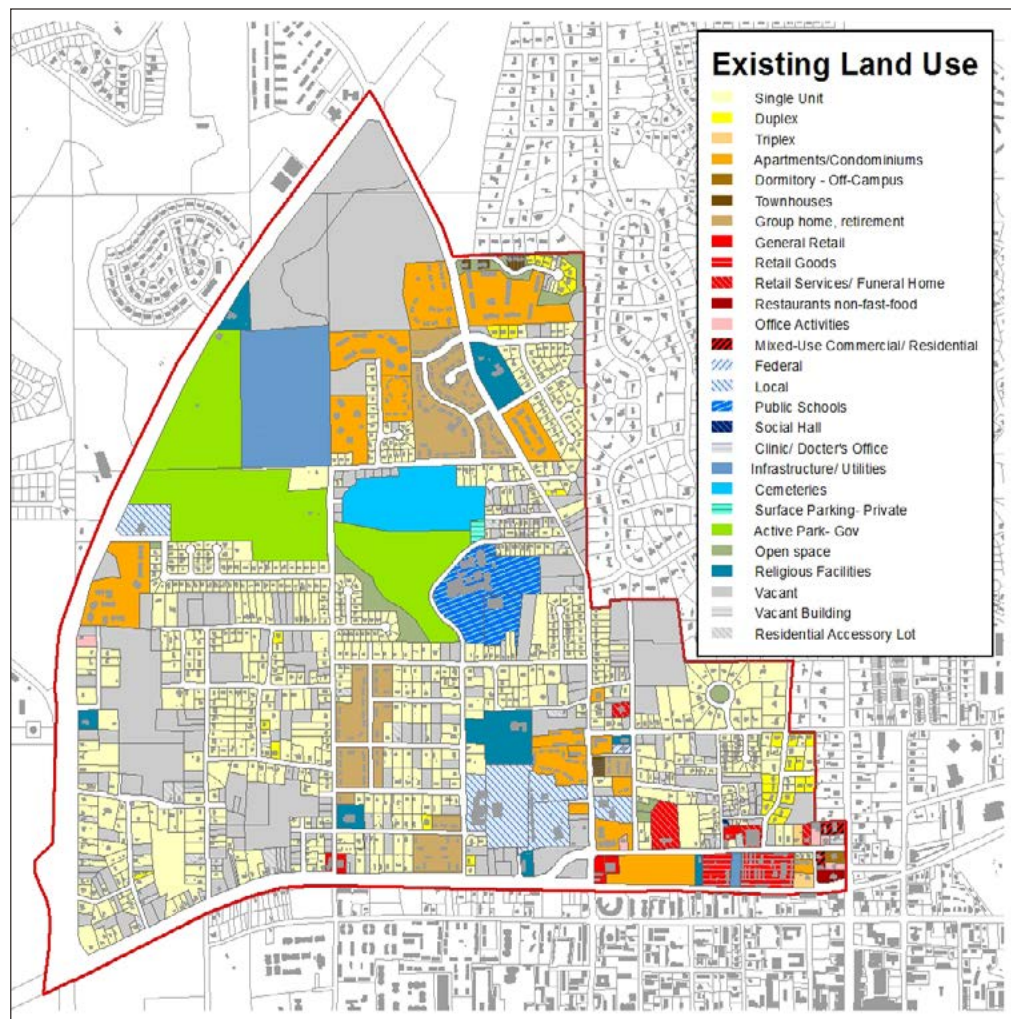 Existing Land Use
Single Unit
Duplex
Triplex
Apartments/Condominiums
Dormitory - Off-Campus
Townhouses
Group home, retirement
General Retail
Retail Goods
Retail Services/ Funeral Home
Restaurants non-fast-food
Office Activities
Mixed-Use Commercial/ Residential
Federal
Local
Public Schools
Social Hall
Clinic/ Docter's Office
Infrastructure/ Utilities
Cemeteries
Surface Parking- Private
Active Park- Gov
Open space
Religious Facilities
Vacant
Vacant Building
Residential Accessory Lot